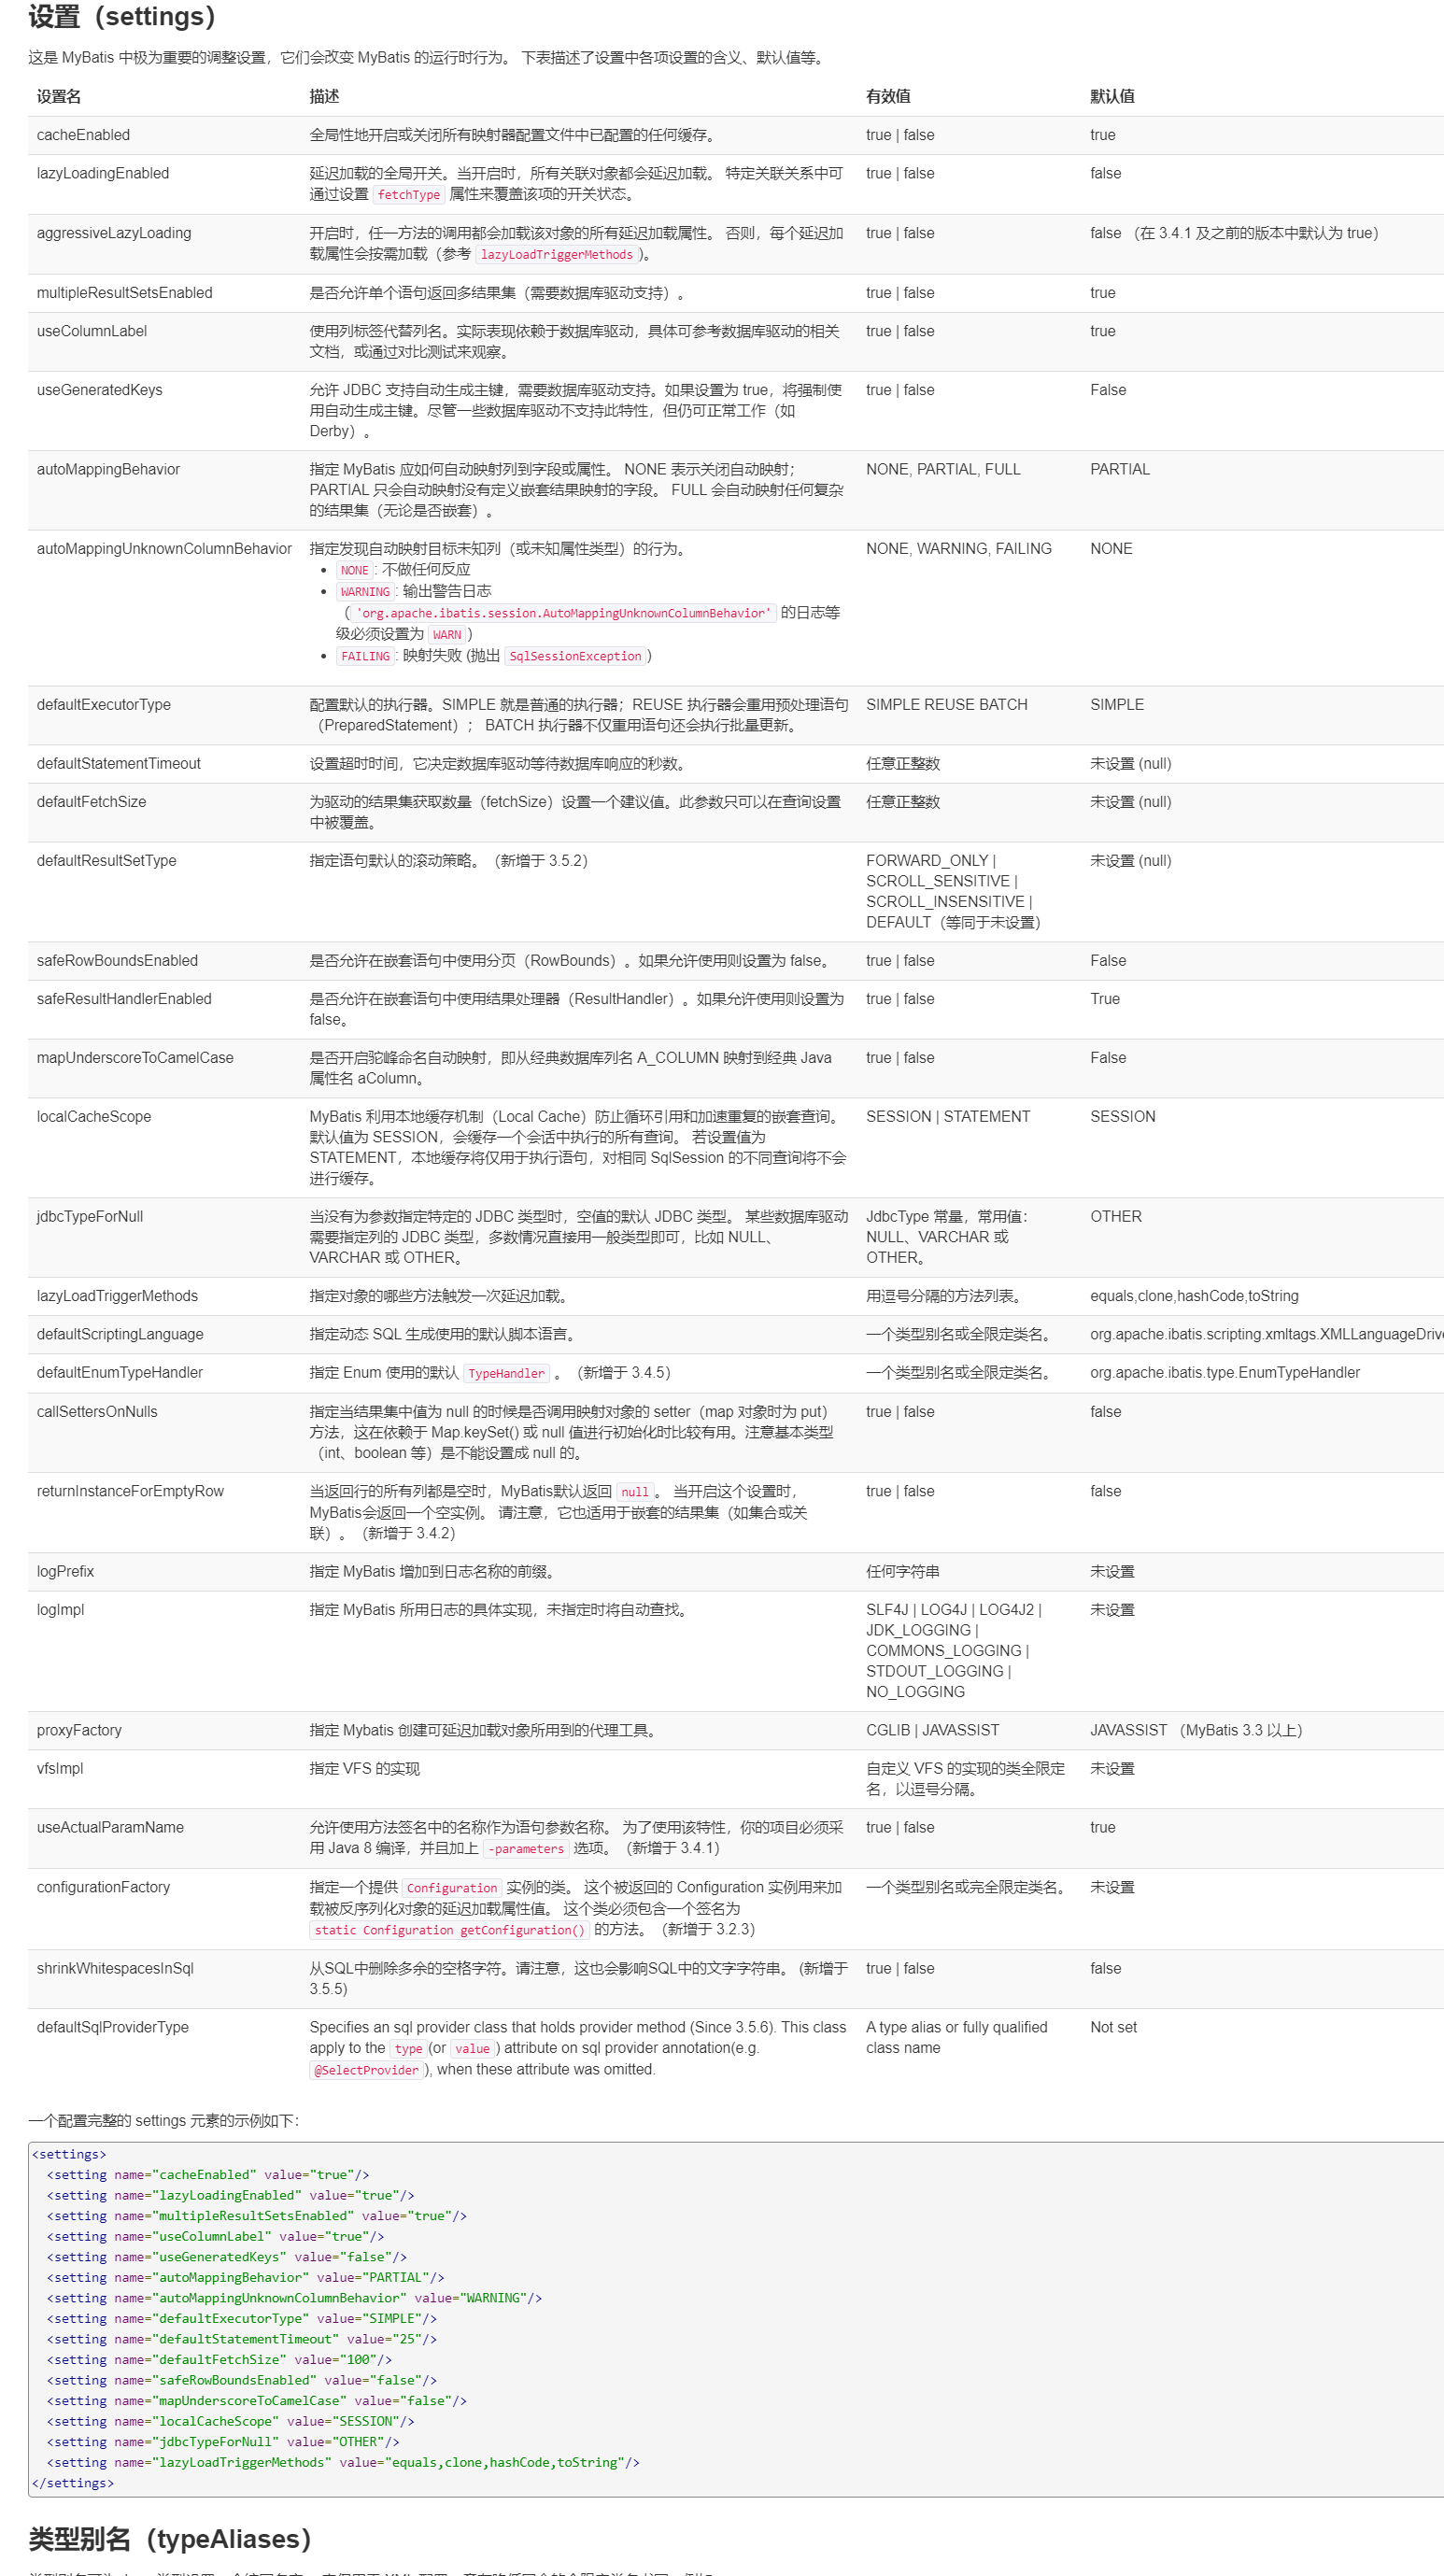 设置（settings）
这是 MyBatis 中极为重要的调整设置，它们会改变 MyBatis 的运行时行为。 下表描述了设置中各项设置的含义、默认值等。
设置名 描述 有效值 默认值
cacheEnabled 全局性地开启或关闭所有映射器配置文件中已配置的任何缓存。 true | false true
lazyLoadingEnabled 延迟加载的全局开关。当开启时，所有关联对象都会延迟加载。 特定关联关系中可 true | false false
通过设置 fetchType 属性来覆盖该项的开关状态。
aggressiveLazyLoading 开启时，任一方法的调用都会加载该对象的所有延迟加载属性。 否则，每个延迟加 true | false false （在 3.4.1 及之前的版本中默认为 true）
载属性会按需加载（参考 lazyLoadTriggerMethods)。
multipleResultSetsEnabled 是否允许单个语句返回多结果集（需要数据库驱动支持）。 true | false true
useColumnLabel 使用列标签代替列名。实际表现依赖于数据库驱动，具体可参考数据库驱动的相关 true | false true
文档，或通过对比测试来观察。
useGeneratedKeys 允许 JDBC 支持自动生成主键，需要数据库驱动支持。如果设置为 true，将强制使 true | false False
用自动生成主键。尽管一些数据库驱动不支持此特性，但仍可正常工作（如
Derby）。
autoMappingBehavior 指定 MyBatis 应如何自动映射列到字段或属性。 NONE 表示关闭自动映射； NONE, PARTIAL, FULL PARTIAL
PARTIAL 只会自动映射没有定义嵌套结果映射的字段。 FULL 会自动映射任何复杂
的结果集（无论是否嵌套）。
autoMappingUnknownColumnBehavior 指定发现自动映射目标未知列（或未知属性类型）的行为。 NONE, WARNING, FAILING NONE
• NONE: 不做任何反应
• WARNING: 输出警告日志
（'org.apache.ibatis.session.AutoMappingUnknownColumnBehavior' 的日志等
级必须设置为 WARN）
• FAILING: 映射失败 (抛出 SqlSessionException)
defaultExecutorType 配置默认的执行器。SIMPLE 就是普通的执行器；REUSE 执行器会重用预处理语句 SIMPLE REUSE BATCH SIMPLE
（PreparedStatement）； BATCH 执行器不仅重用语句还会执行批量更新。
defaultStatementTimeout 设置超时时间，它决定数据库驱动等待数据库响应的秒数。 任意正整数 未设置 (null)
defaultFetchSize 为驱动的结果集获取数量（fetchSize）设置一个建议值。此参数只可以在查询设置 任意正整数 未设置 (null)
中被覆盖。
defaultResultSetType 指定语句默认的滚动策略。（新增于 3.5.2） FORWARD_ONLY | 未设置 (null)
SCROLL_SENSITIVE |
SCROLL_INSENSITIVE |
DEFAULT（等同于未设置）
safeRowBoundsEnabled 是否允许在嵌套语句中使用分页（RowBounds）。如果允许使用则设置为 false。 true | false False
safeResultHandlerEnabled 是否允许在嵌套语句中使用结果处理器（ResultHandler）。如果允许使用则设置为 true | false True
false。
mapUnderscoreToCamelCase 是否开启驼峰命名自动映射，即从经典数据库列名 A_COLUMN 映射到经典 Java true | false False
属性名 aColumn。
localCacheScope MyBatis 利用本地缓存机制（Local Cache）防止循环引用和加速重复的嵌套查询。 SESSION | STATEMENT SESSION
默认值为 SESSION，会缓存一个会话中执行的所有查询。 若设置值为
STATEMENT，本地缓存将仅用于执行语句，对相同 SqlSession 的不同查询将不会
进行缓存。
jdbcTypeForNull 当没有为参数指定特定的 JDBC 类型时，空值的默认 JDBC 类型。 某些数据库驱动 JdbcType 常量，常用值： OTHER
需要指定列的 JDBC 类型，多数情况直接用一般类型即可，比如 NULL、 NULL、VARCHAR 或
VARCHAR 或 OTHER。 OTHER。
lazyLoadTriggerMethods 指定对象的哪些方法触发一次延迟加载。 用逗号分隔的方法列表。 equals,clone,hashCode,toString
defaultScriptingLanguage 指定动态 SQL 生成使用的默认脚本语言。 一个类型别名或全限定类名。 org.apache.ibatis.scripting.xmltags.XMLLanguageDrive
defaultEnumTypeHandler 指定 Enum 使用的默认 TypeHandler 。（新增于 3.4.5） 一个类型别名或全限定类名。 org.apache.ibatis.type.EnumTypeHandler
callSettersOnNulls 指定当结果集中值为 null 的时候是否调用映射对象的 setter（map 对象时为 put） true | false false
方法，这在依赖于 Map.keySet() 或 null 值进行初始化时比较有用。注意基本类型
（int、boolean 等）是不能设置成 null 的。
returnInstanceForEmptyRow 当返回行的所有列都是空时，MyBatis默认返回 null。 当开启这个设置时， true | false false
MyBatis会返回一个空实例。 请注意，它也适用于嵌套的结果集（如集合或关
联）。（新增于 3.4.2）
logPrefix 指定 MyBatis 增加到日志名称的前缀。 任何字符串 未设置
logImpl 指定 MyBatis 所用日志的具体实现，未指定时将自动查找。 SLF4J | LOG4J | LOG4J2 | 未设置
JDK_LOGGING |
COMMONS_LOGGING |
STDOUT_LOGGING |
NO_LOGGING
proxyFactory 指定 Mybatis 创建可延迟加载对象所用到的代理工具。 CGLIB | JAVASSIST JAVASSIST （MyBatis 3.3 以上）
vfsImpl 指定 VFS 的实现 自定义 VFS 的实现的类全限定 未设置
名，以逗号分隔。
useActualParamName 允许使用方法签名中的名称作为语句参数名称。 为了使用该特性，你的项目必须采 true | false true
用 Java 8 编译，并且加上 -parameters 选项。（新增于 3.4.1）
configurationFactory 指定一个提供 Configuration 实例的类。 这个被返回的 Configuration 实例用来加 一个类型别名或完全限定类名。 未设置
载被反序列化对象的延迟加载属性值。 这个类必须包含一个签名为
static Configuration getConfiguration() 的方法。（新增于 3.2.3）
shrinkWhitespacesInSql 从SQL中删除多余的空格字符。请注意，这也会影响SQL中的文字字符串。 (新增于 true | false false
3.5.5)
defaultSqlProviderType Specifies an sql provider class that holds provider method (Since 3.5.6). This class A type alias or fully qualified Not set
apply to the type(or value) attribute on sql provider annotation(e.g. class name
@SelectProvider), when these attribute was omitted.
一个配置完整的 settings 元素的示例如下：
<settings>
  <setting name="cacheEnabled" value="true"/>
  <setting name="lazyLoadingEnabled" value="true"/>
  <setting name="multipleResultSetsEnabled" value="true"/>
  <setting name="useColumnLabel" value="true"/>
  <setting name="useGeneratedKeys" value="false"/>
  <setting name="autoMappingBehavior" value="PARTIAL"/>
  <setting name="autoMappingUnknownColumnBehavior" value="WARNING"/>
  <setting name="defaultExecutorType" value="SIMPLE"/>
  <setting name="defaultStatementTimeout" value="25"/>
  <setting name="defaultFetchSize" value="100"/>
  <setting name="safeRowBoundsEnabled" value="false"/>
  <setting name="mapUnderscoreToCamelCase" value="false"/>
  <setting name="localCacheScope" value="SESSION"/>
  <setting name="jdbcTypeForNull" value="OTHER"/>
  <setting name="lazyLoadTriggerMethods" value="equals,clone,hashCode,toString"/>
</settings>
类型别名（typeAliases）